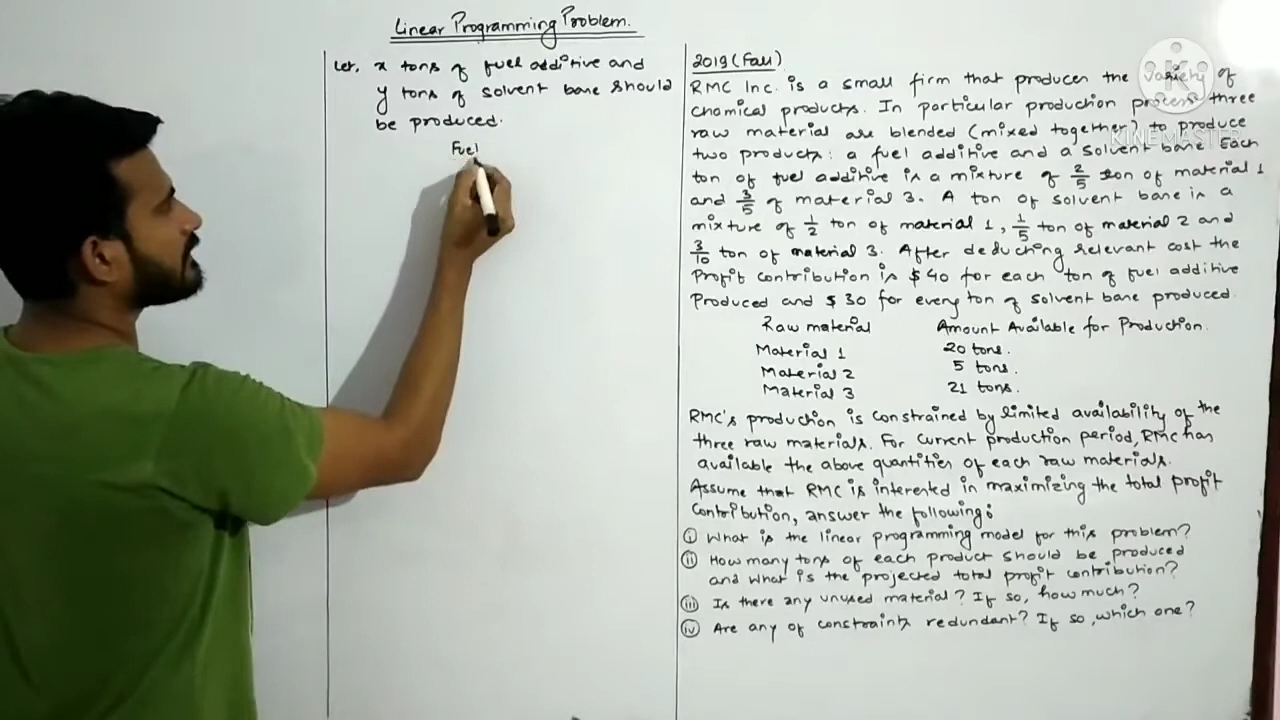 Linear Programming Problem.
Let, x tons of fuel additive and
y tons of solvent base should
be produced.
Fuel
2019 (Fall)
RMC Inc. is a small firm that producen the variety of
chemical products. In particular production process three
raw material are blended (mixed together) to produce
two products: a fuel additive and a solvent base. Each
ton of fuel additive is a mixture of 2/5 ton of material 1
and 3/5 of material 3. A ton of solvent base is a
mixture of 1/2 ton of material 1, 1/5 ton of material 2 and
3/10 ton of material 3. After deducting relevant cost the
Profit contribution is $ 40 for each ton of fuel additive
Produced and $ 30 for every ton of solvent base produced.
Raw material Amount Available for Production.
Material 1 20 tons.
Material 2 5 tons.
Material 3 21 tons.
RMC's production is constrained by limited availability of the
three raw materials. For current production period, RMC has
available the above quantities of each raw materials.
Assume that RMC is interested in maximizing the total profit
contribution, answer the following:
(i) What is the linear programming model for this problem?
(ii) How many tons of each product should be produced
and what is the projected total profit contribution?
(iii) Is there any unused material? If so, how much?
(iv) Are any of constraints redundant? If so, which one?
K
KINEMASTER